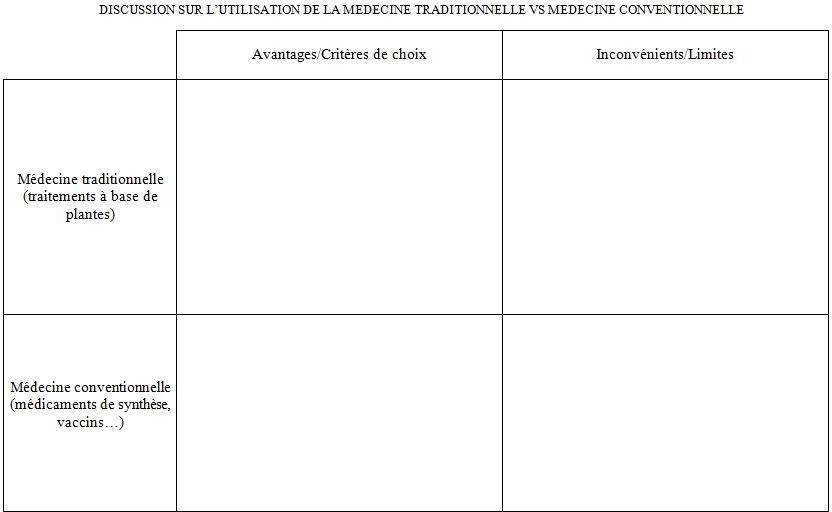 DISCUSSION SUR L'UTILISATION DE LA MEDECINE TRADITIONNELLE VS MEDECINE CONVENTIONNELLE
Avantages/Critères de choix
Inconvénients/Limites
Médecine traditionnelle
(traitements à base de
plantes)
Médecine conventionnelle
(médicaments de synthèse,
vaccins…)